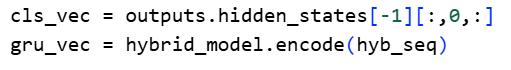 cls_vec = outputs.hidden_states[-1][:,0,:]
gru_vec = hybrid_model.encode(hyb_seq)